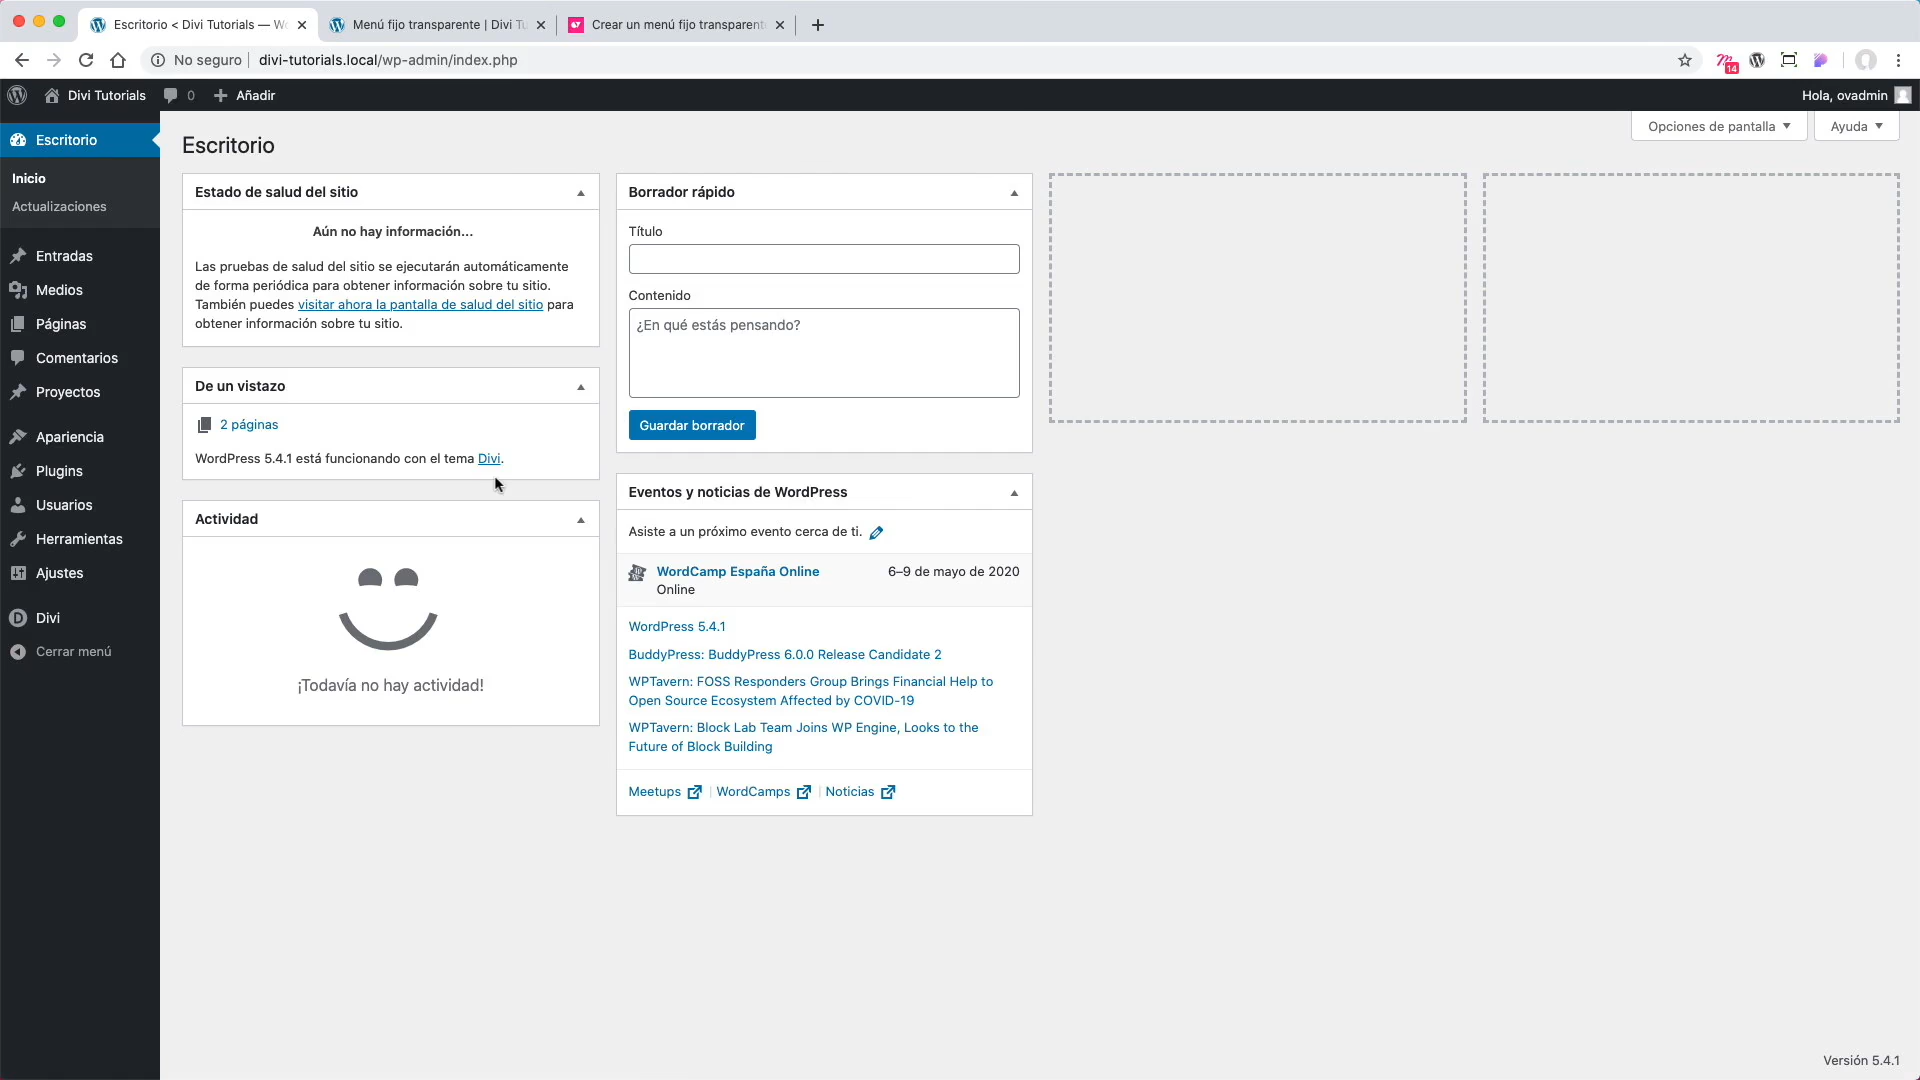 Escritorio < Divi Tutorials — W
Menú fijo transparente | Divi Tu
Crear un menú fijo transparent
No seguro
divi-tutorials.local/wp-admin/index.php
14
Divi Tutorials
0
Añadir
Hola, ovadmin
Escritorio
Inicio
Actualizaciones
Entradas
Medios
Páginas
Comentarios
Proyectos
Apariencia
Plugins
Usuarios
Herramientas
Ajustes
Divi
Cerrar menú
Opciones de pantalla
Ayuda
Escritorio
Estado de salud del sitio
Aún no hay información…
Las pruebas de salud del sitio se ejecutarán automáticamente
de forma periódica para obtener información sobre tu sitio.
También puedes visitar ahora la pantalla de salud del sitio para
obtener información sobre tu sitio.
De un vistazo
2 páginas
WordPress 5.4.1 está funcionando con el tema Divi.
Actividad
¡Todavía no hay actividad!
Borrador rápido
Título
Contenido
¿En qué estás pensando?
Guardar borrador
Eventos y noticias de WordPress
Asiste a un próximo evento cerca de ti.
WordCamp España Online
6–9 de mayo de 2020
Online
WordPress 5.4.1
BuddyPress: BuddyPress 6.0.0 Release Candidate 2
WPTavern: FOSS Responders Group Brings Financial Help to
Open Source Ecosystem Affected by COVID-19
WPTavern: Block Lab Team Joins WP Engine, Looks to the
Future of Block Building
Meetups | WordCamps | Noticias
Versión 5.4.1